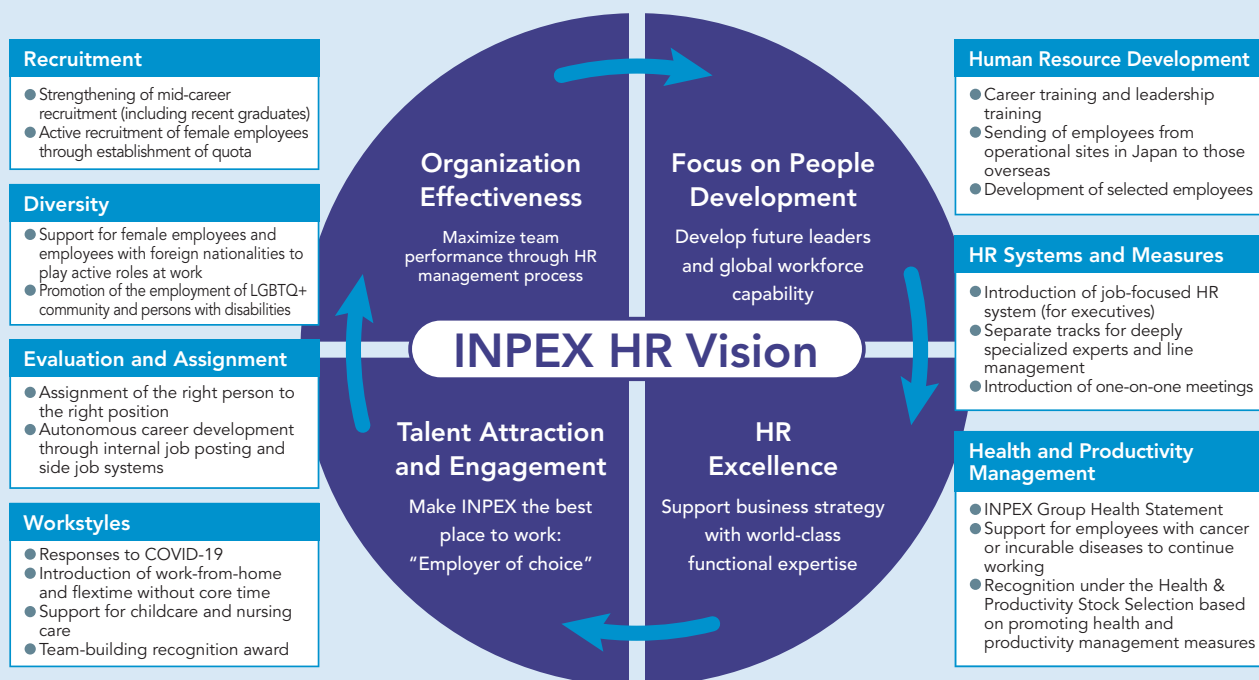 Recruitment
● Strengthening of mid-career
recruitment (including recent graduates)
● Active recruitment of female employees
through establishment of quota
Diversity
● Support for female employees and
employees with foreign nationalities to
play active roles at work
● Promotion of the employment of LGBTQ+
community and persons with disabilities
Evaluation and Assignment
● Assignment of the right person to
the right position
● Autonomous career development
through internal job posting and
side job systems
Workstyles
● Responses to COVID-19
● Introduction of work-from-home
and flextime without core time
● Support for childcare and nursing
care
● Team-building recognition award
Organization
Effectiveness
Maximize team
performance through HR
management process
Focus on People
Development
Develop future leaders
and global workforce
capability
INPEX HR Vision
Talent Attraction
and Engagement
Make INPEX the best
place to work:
“Employer of choice”
HR
Excellence
Support business strategy
with world-class
functional expertise
Human Resource Development
● Career training and leadership
training
● Sending of employees from
operational sites in Japan to those
overseas
● Development of selected employees
HR Systems and Measures
● Introduction of job-focused HR
system (for executives)
● Separate tracks for deeply
specialized experts and line
management
● Introduction of one-on-one meetings
Health and Productivity
Management
● INPEX Group Health Statement
● Support for employees with cancer
or incurable diseases to continue
working
● Recognition under the Health &
Productivity Stock Selection based
on promoting health and
productivity management measures